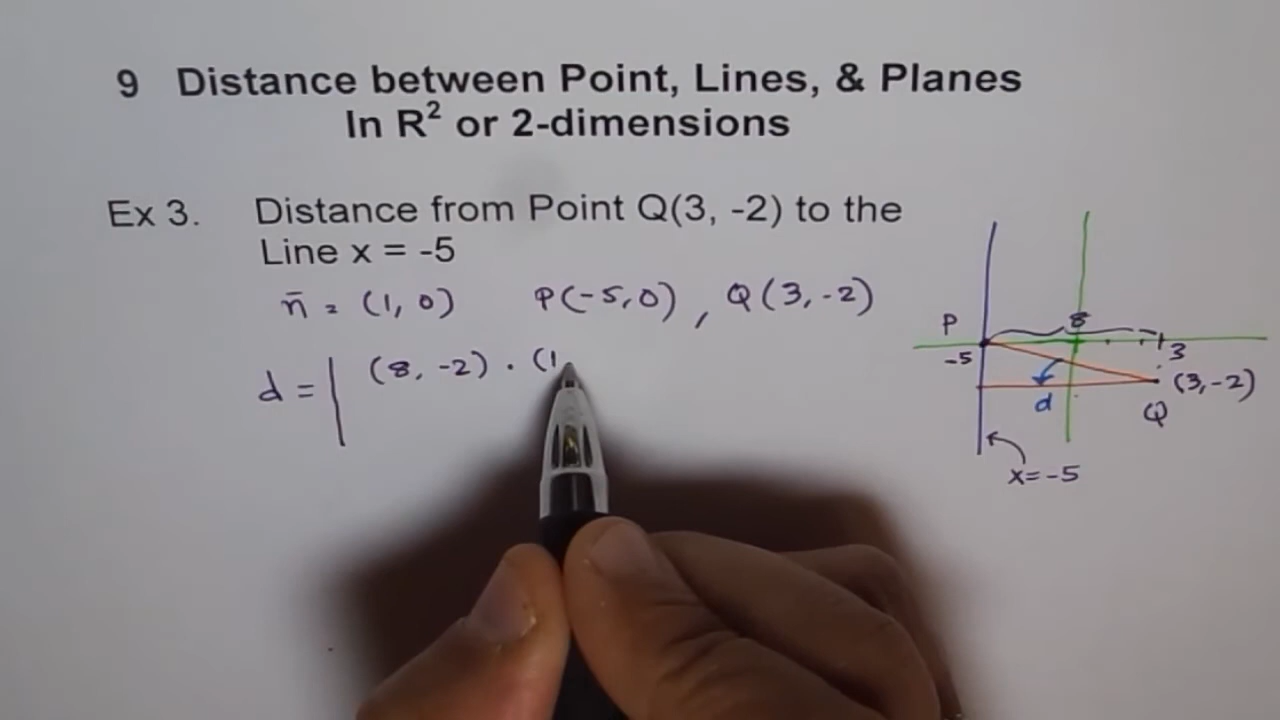 9 Distance between Point, Lines, & Planes
In R² or 2-dimensions
Ex 3. Distance from Point Q(3, -2) to the
Line x = -5
n̄ = (1, 0) P(-5, 0) , Q(3, -2)
d = | (8, -2) · (1
P 8
-5 3
(3, -2)
d Q
x = -5